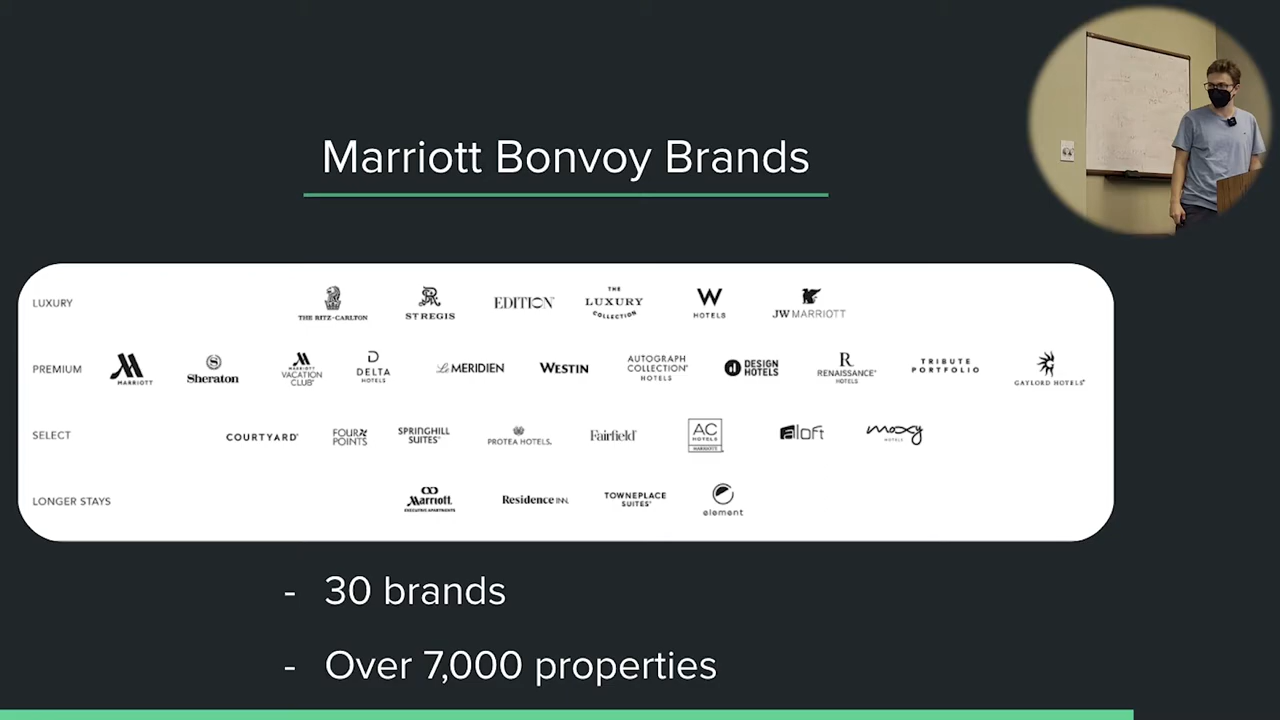 Marriott Bonvoy Brands
LUXURY
THE RITZ-CARLTON
ST REGIS
EDITION
THE
LUXURY
COLLECTION
W
HOTELS
JW MARRIOTT
PREMIUM
MARRIOTT
S
Sheraton
MARRIOTT
VACATION
CLUB
D
DELTA
HOTELS
Le MERIDIEN
WESTIN
AUTOGRAPH
COLLECTION
HOTELS
DESIGN
HOTELS
R
RENAISSANCE
HOTELS
TRIBUTE
PORTFOLIO
GAYLORD HOTELS
SELECT
COURTYARD
FOUR
POINTS
SPRINGHILL
SUITES
PROTEA HOTELS.
Fairfield
AC
HOTELS
MARRIOTT
aloft
moxy
HOTELS
LONGER STAYS
Marriott
EXECUTIVE APARTMENTS
Residence INN.
TOWNEPLACE
SUITES
element
- 30 brands
- Over 7,000 properties